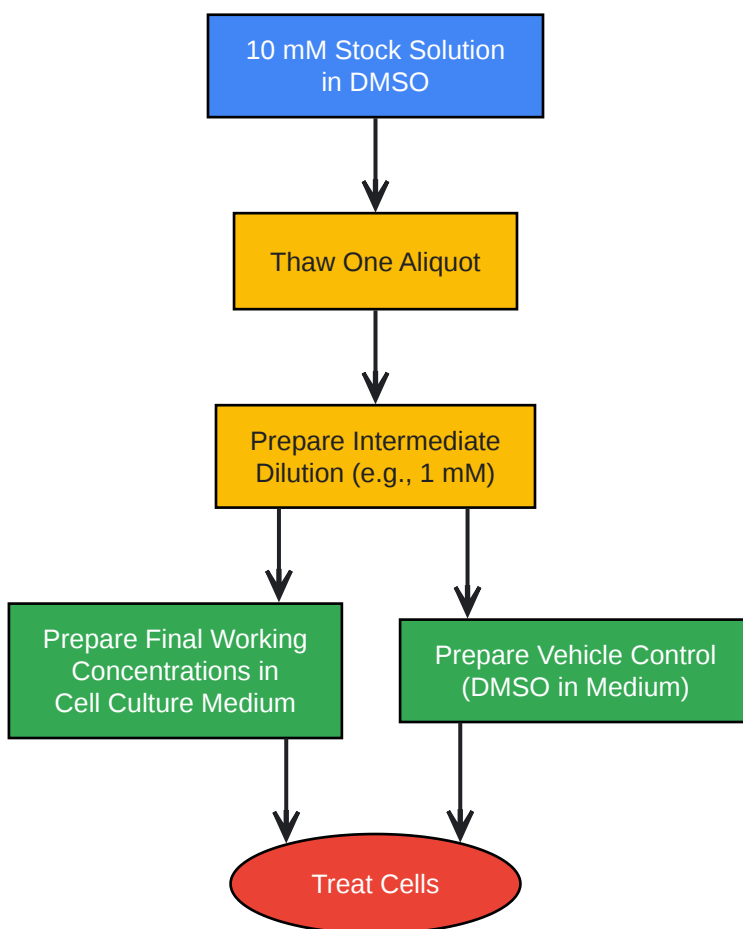 10 mM Stock Solution
in DMSO
Thaw One Aliquot
Prepare Intermediate
Dilution (e.g., 1 mM)
Prepare Final Working
Concentrations in
Cell Culture Medium
Prepare Vehicle Control
(DMSO in Medium)
Treat Cells